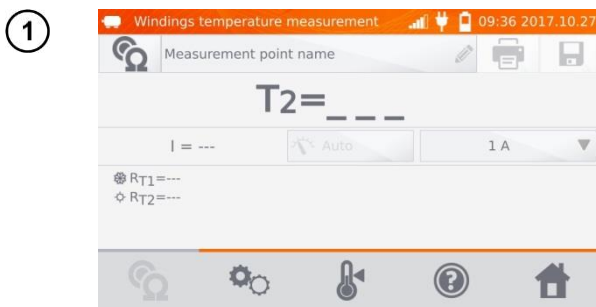 1
Windings temperature measurement 09:36 2017.10.27
Measurement point name
T2=_ _ _
I = --- Auto 1 A
RT1=---
RT2=---